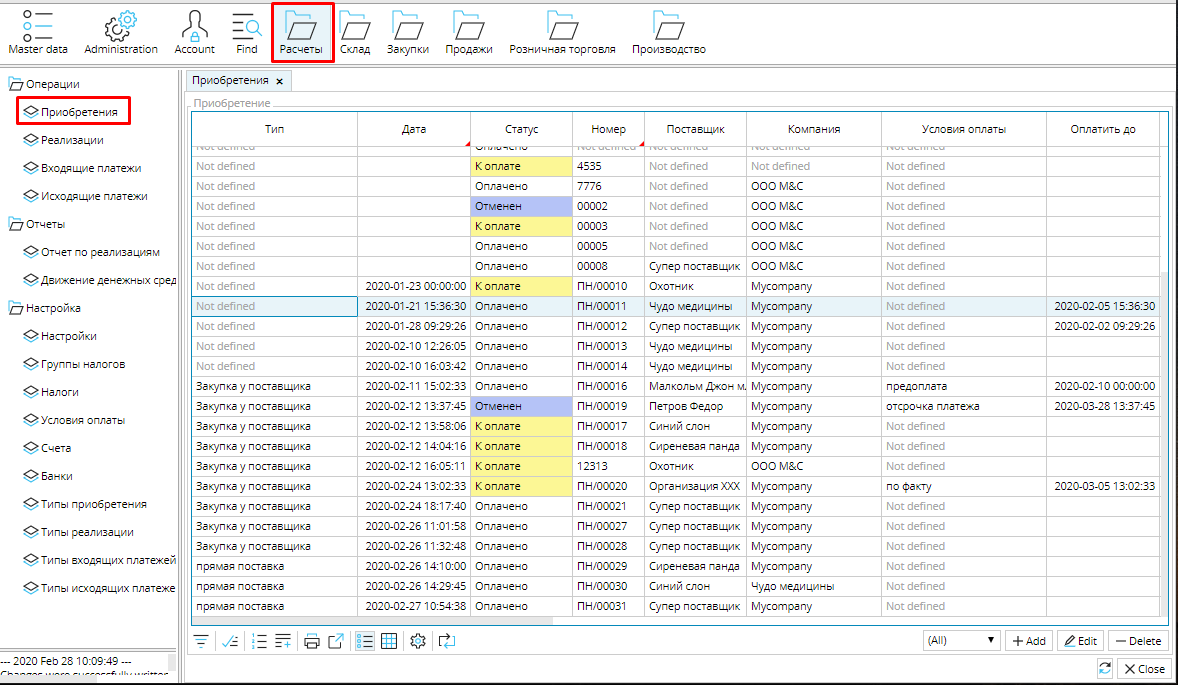 Master data Administration Account Find Расчеты Склад Закупки Продажи Розничная торговля Производство
Операции
Приобретения
Реализации
Входящие платежи
Исходящие платежи
Отчеты
Отчет по реализациям
Движение денежных сред
Настройка
Настройки
Группы налогов
Налоги
Условия оплаты
Счета
Банки
Типы приобретения
Типы реализации
Типы входящих платежей
Типы исходящих платеже
--- 2020 Feb 28 10:09:49 ---
Changes were successfully writter
Приобретения ×
Приобретение
Тип Дата Статус Номер Поставщик Компания Условия оплаты Оплатить до
Not defined Оплачено Not defined Not defined Not defined Not defined
Not defined К оплате 4535 Not defined Not defined Not defined
Not defined Оплачено 7776 Not defined ООО M&C Not defined
Not defined Отменен 00002 Not defined ООО M&C Not defined
Not defined К оплате 00003 Not defined ООО M&C Not defined
Not defined Оплачено 00005 Not defined ООО M&C Not defined
Not defined Оплачено 00008 Супер поставщик ООО M&C Not defined
Not defined 2020-01-23 00:00:00 К оплате ПН/00010 Охотник Mycompany Not defined
Not defined 2020-01-21 15:36:30 Оплачено ПН/00011 Чудо медицины Mycompany Not defined 2020-02-05 15:36:30
Not defined 2020-01-28 09:29:26 Оплачено ПН/00012 Супер поставщик Mycompany Not defined 2020-02-02 09:29:26
Not defined 2020-02-10 12:26:05 Оплачено ПН/00013 Чудо медицины Mycompany Not defined
Not defined 2020-02-10 16:03:42 Оплачено ПН/00014 Чудо медицины Mycompany Not defined
Закупка у поставщика 2020-02-11 15:02:33 Оплачено ПН/00016 Малкольм Джон м. Mycompany предоплата 2020-02-10 00:00:00
Закупка у поставщика 2020-02-12 13:37:45 Отменен ПН/00019 Петров Федор Mycompany отсрочка платежа 2020-03-28 13:37:45
Закупка у поставщика 2020-02-12 13:58:06 К оплате ПН/00017 Синий слон Mycompany Not defined
Закупка у поставщика 2020-02-12 14:04:16 К оплате ПН/00018 Сиреневая панда Mycompany Not defined
Закупка у поставщика 2020-02-12 16:05:11 К оплате 12313 Охотник ООО M&C Not defined
Закупка у поставщика 2020-02-24 13:02:33 К оплате ПН/00020 Организация XXX Mycompany по факту 2020-03-05 13:02:33
Закупка у поставщика 2020-02-24 18:17:40 Оплачено ПН/00021 Супер поставщик Mycompany Not defined
Закупка у поставщика 2020-02-26 11:01:58 Оплачено ПН/00027 Супер поставщик Mycompany Not defined
Закупка у поставщика 2020-02-26 11:32:48 Оплачено ПН/00028 Супер поставщик Mycompany Not defined
прямая поставка 2020-02-26 14:10:00 Оплачено ПН/00029 Сиреневая панда Mycompany Not defined
прямая поставка 2020-02-26 14:29:45 Оплачено ПН/00030 Синий слон Чудо медицины Not defined
прямая поставка 2020-02-27 10:54:38 Оплачено ПН/00031 Супер поставщик Mycompany Not defined
(All) Add Edit Delete
Close